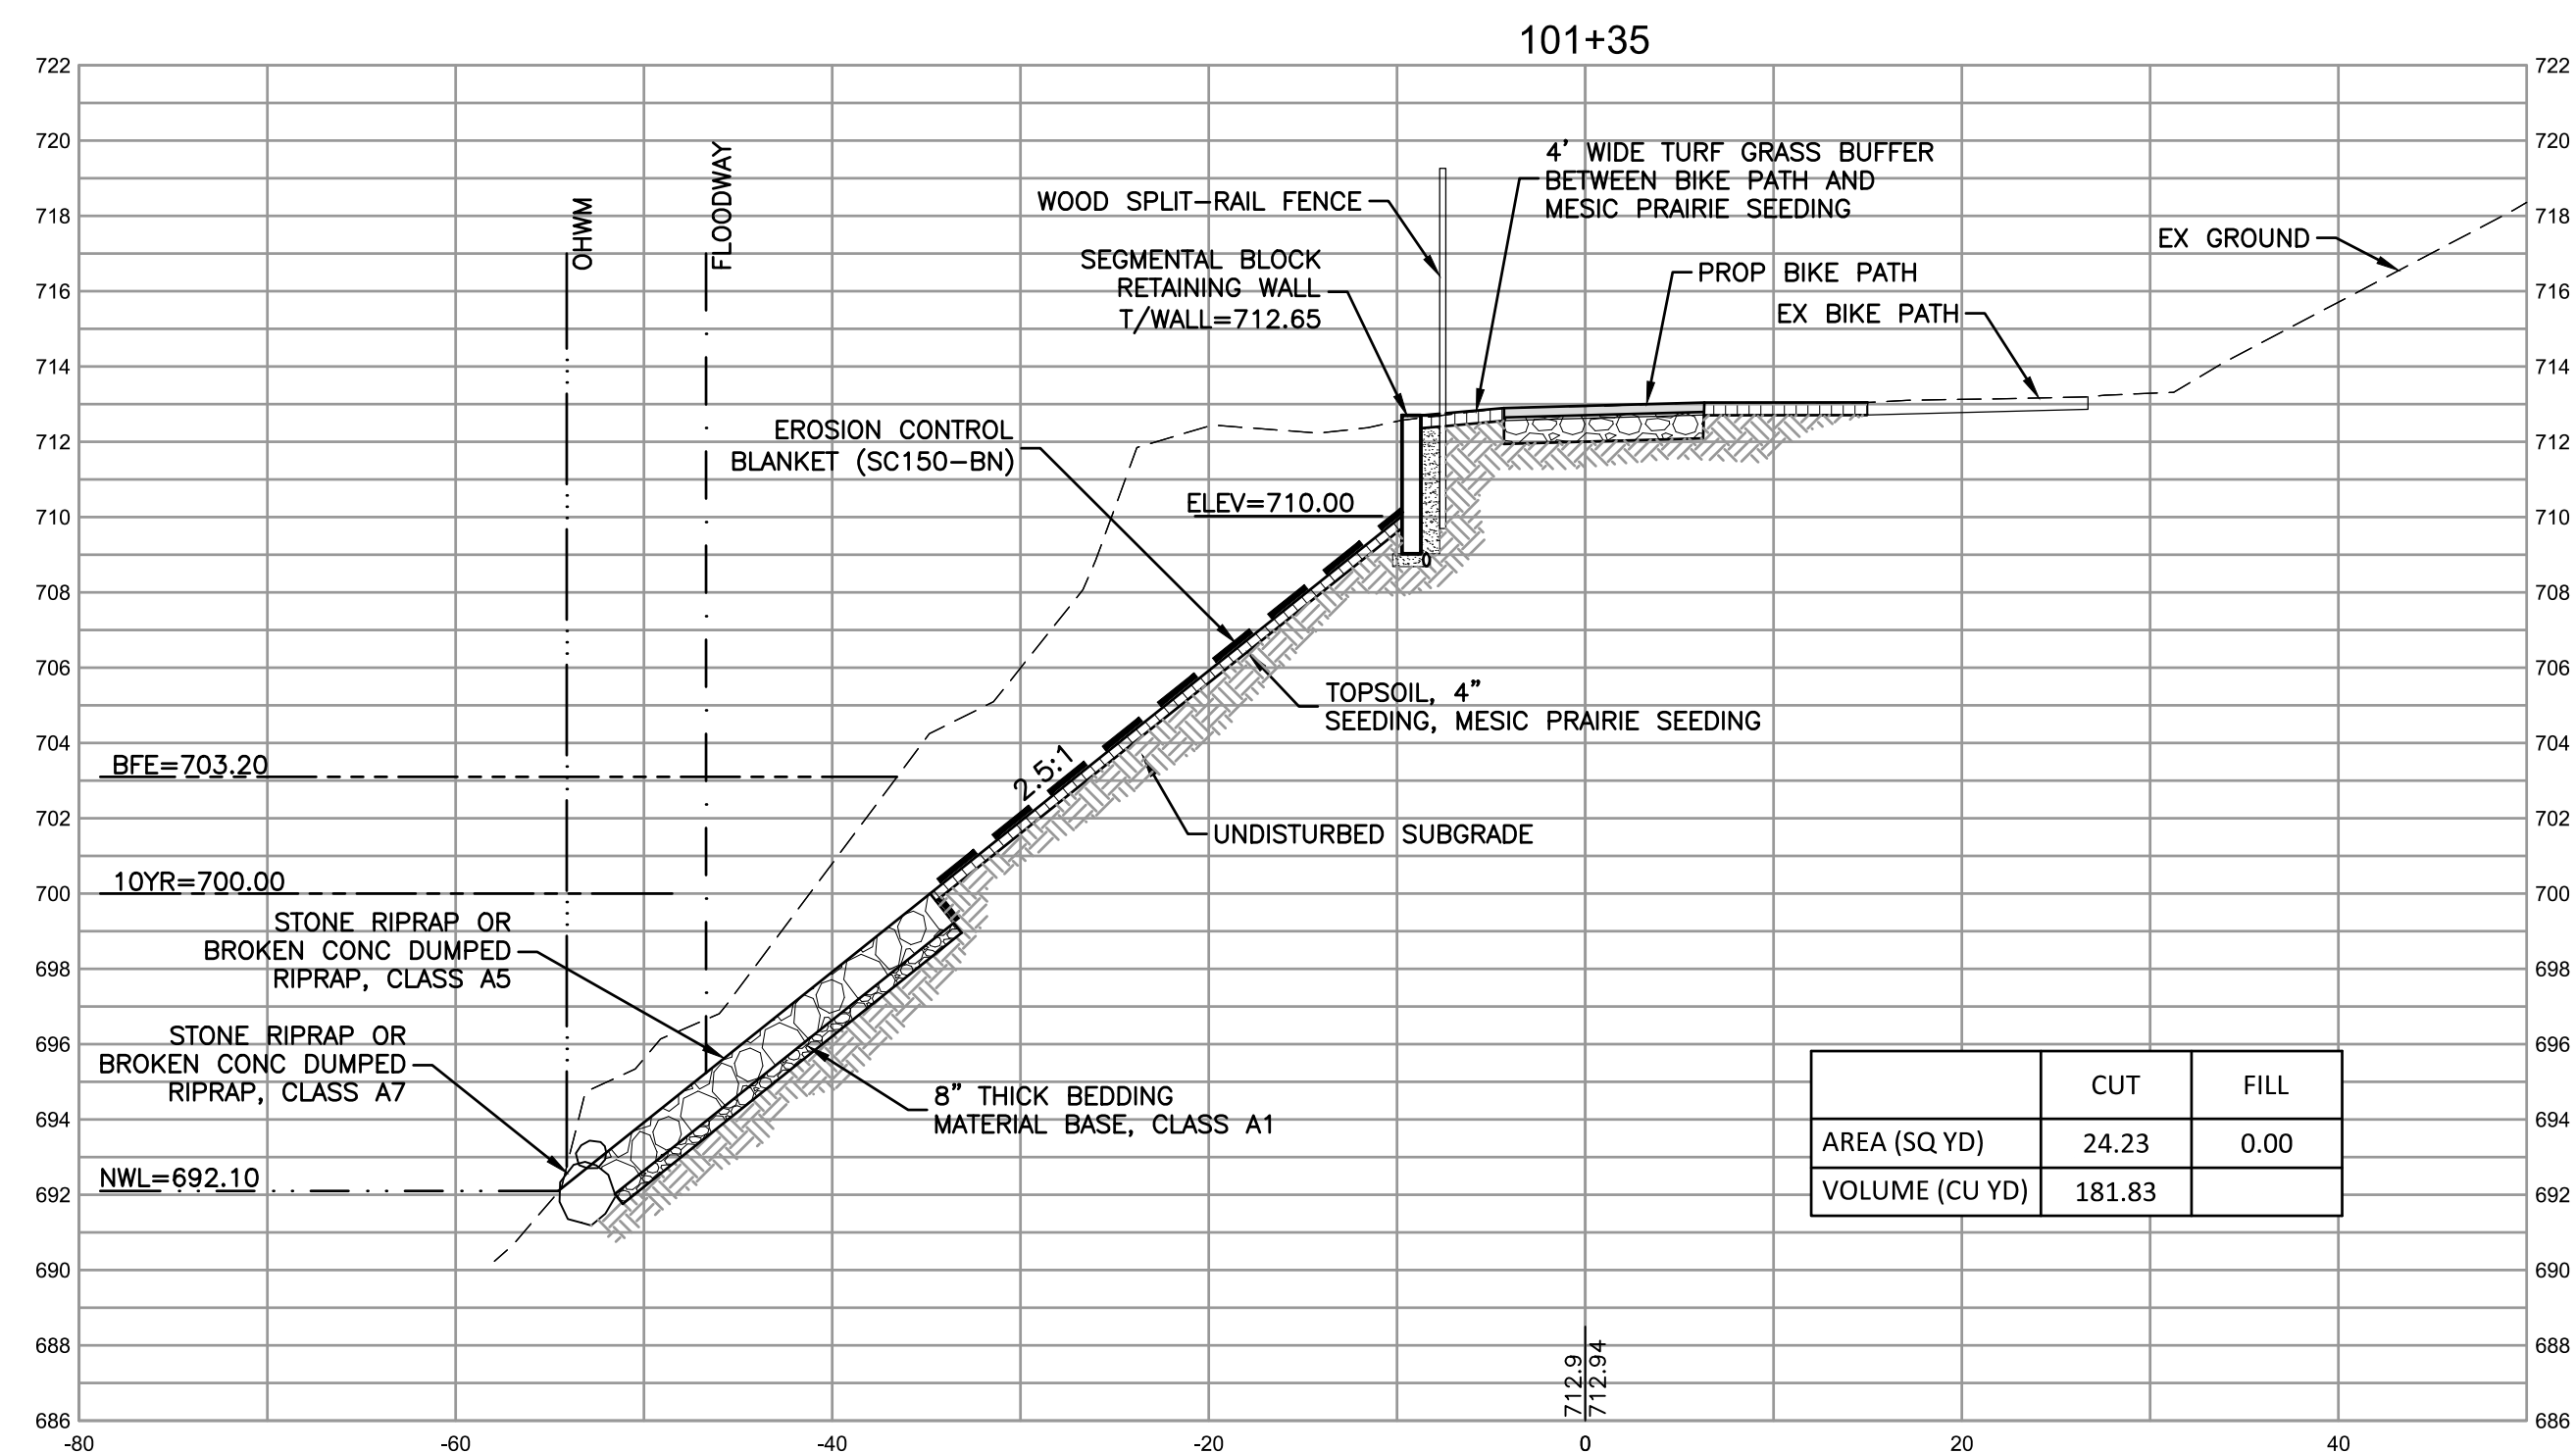 101+35
722
722
720
720
718
718
716
716
714
714
712
712
710
710
708
708
706
706
704
704
702
702
700
700
698
698
696
696
694
694
692
692
690
690
688
688
686
686
-80
-60
-40
-20
0
20
40
OHWM
FLOODWAY
4' WIDE TURF GRASS BUFFER
BETWEEN BIKE PATH AND
MESIC PRAIRIE SEEDING
WOOD SPLIT-RAIL FENCE
SEGMENTAL BLOCK
RETAINING WALL
T/WALL=712.65
EX GROUND
PROP BIKE PATH
EX BIKE PATH
EROSION CONTROL
BLANKET (SC150-BN)
ELEV=710.00
TOPSOIL, 4"
SEEDING, MESIC PRAIRIE SEEDING
BFE=703.20
2.5:1
UNDISTURBED SUBGRADE
10YR=700.00
STONE RIPRAP OR
BROKEN CONC DUMPED
RIPRAP, CLASS A5
STONE RIPRAP OR
BROKEN CONC DUMPED
RIPRAP, CLASS A7
8" THICK BEDDING
MATERIAL BASE, CLASS A1
NWL=692.10
CUT FILL
AREA (SQ YD) 24.23 0.00
VOLUME (CU YD) 181.83
712.9
712.94